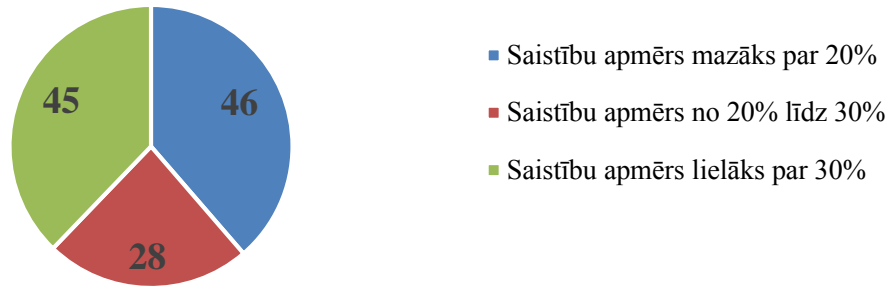 45
46
28
Saistību apmērs mazāks par 20%
Saistību apmērs no 20% līdz 30%
Saistību apmērs lielāks par 30%